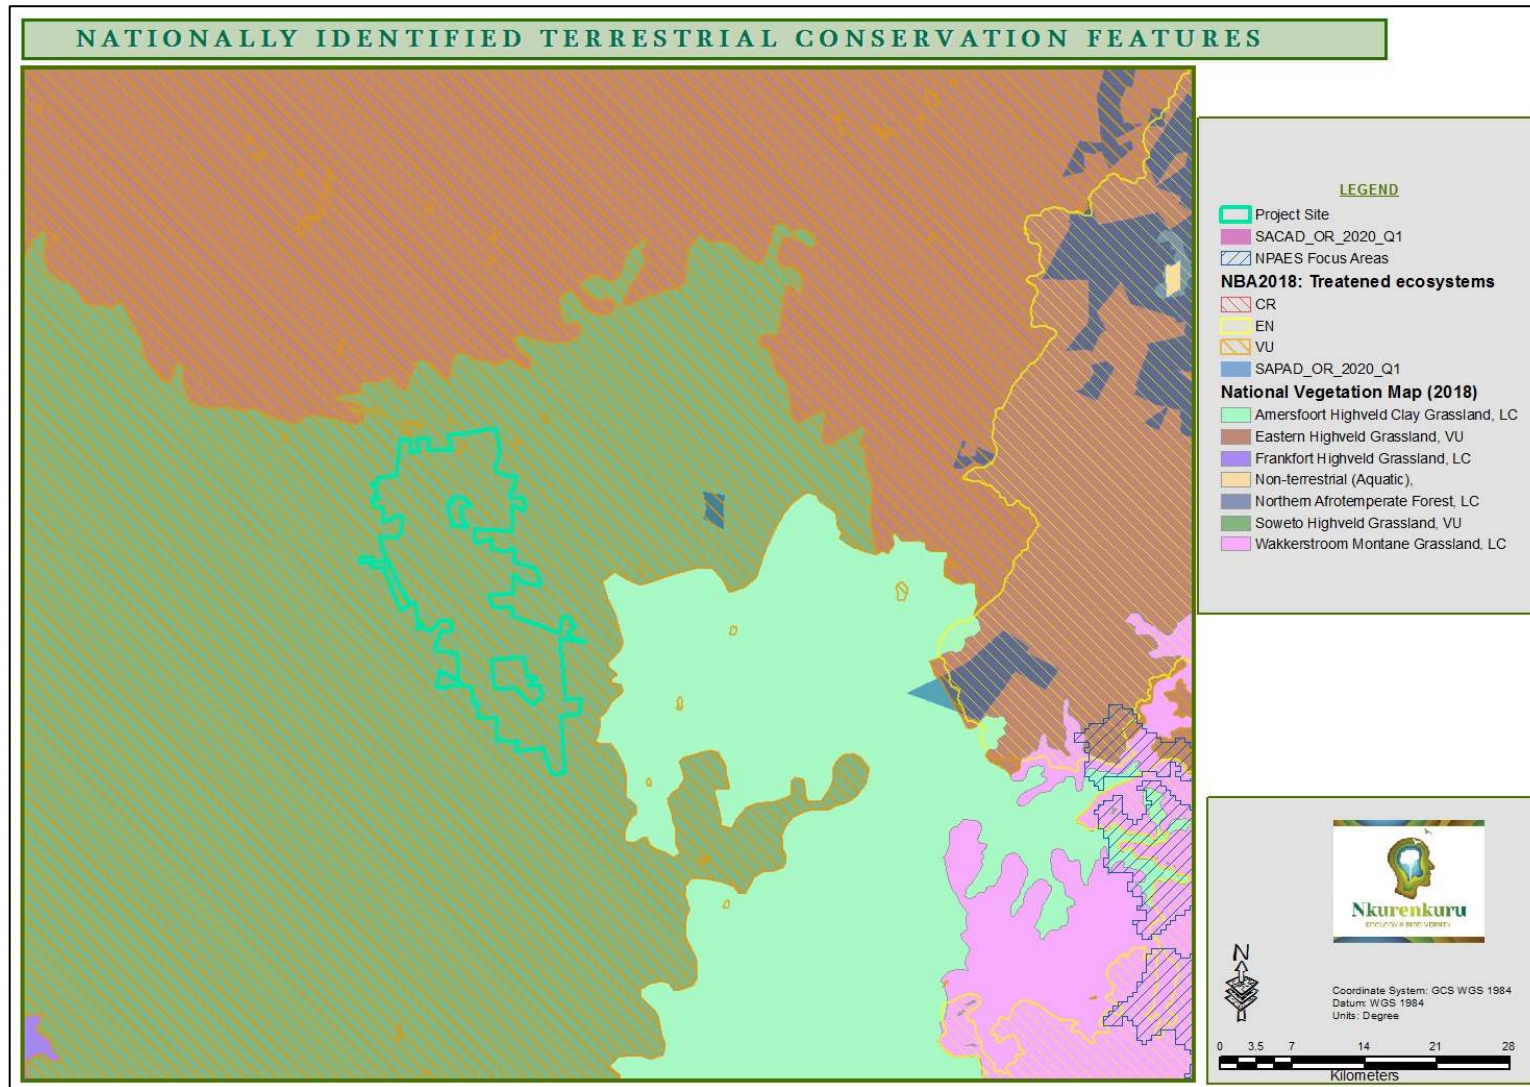 NATIONALLY IDENTIFIED TERRESTRIAL CONSERVATION FEATURES
LEGEND
Project Site
SACAD_OR_2020_Q1
NPAES Focus Areas
NBA2018: Treatened ecosystems
CR
EN
VU
SAPAD_OR_2020_Q1
National Vegetation Map (2018)
Amersfoort Highveld Clay Grassland, LC
Eastern Highveld Grassland, VU
Frankfort Highveld Grassland, LC
Non-terrestrial (Aquatic),
Northern Afrotemperate Forest, LC
Soweto Highveld Grassland, VU
Wakkerstroom Montane Grassland, LC
Nkurenkuru
ECOLOGY & BIODIVERSITY
N
Coordinate System: GCS WGS 1984
Datum: WGS 1984
Units: Degree
0 3.5 7 14 21 28
Kilometers